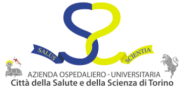 SALUS SCIENTIA
AZIENDA OSPEDALIERO - UNIVERSITARIA
Città della Salute e della Scienza di Torino